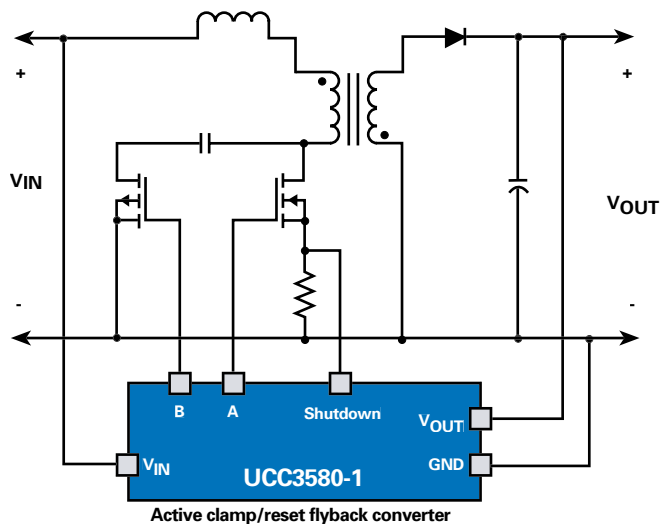 +
+
VIN
VOUT
-
-
B
A
Shutdown
VOUT
VIN
GND
UCC3580-1
Active clamp/reset flyback converter